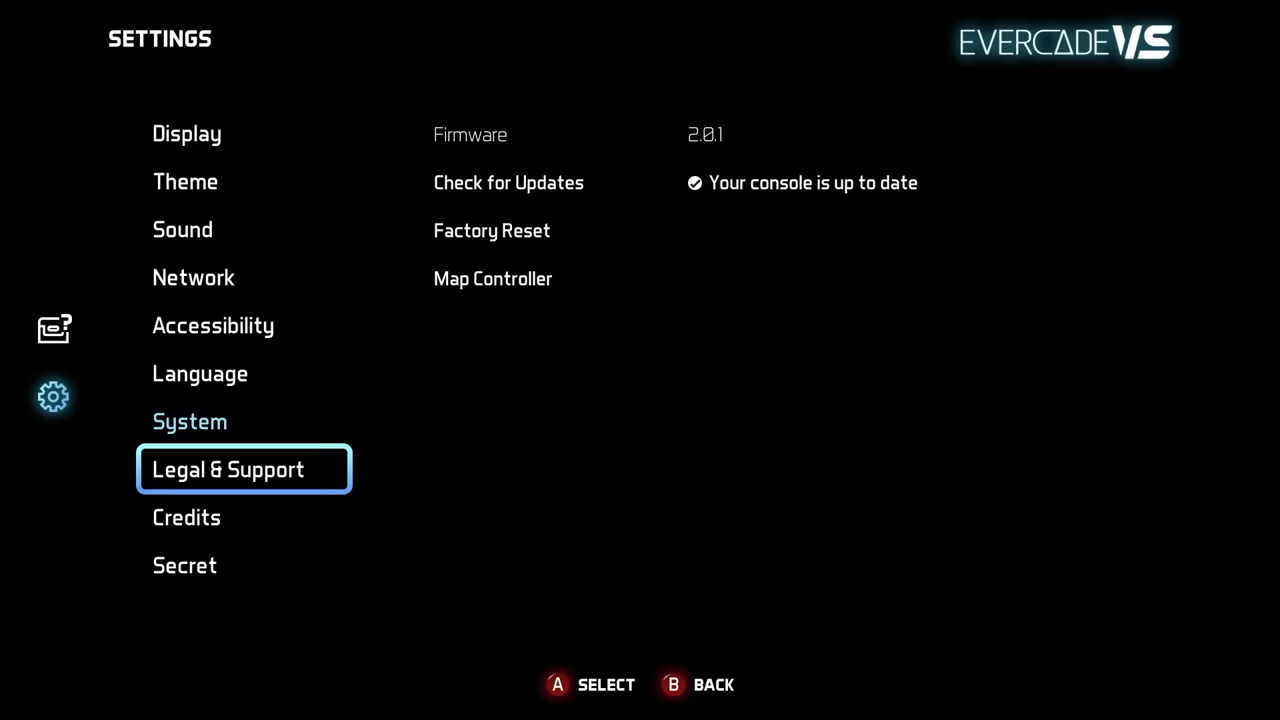 SETTINGS
EVERCADE VS
Display
Theme
Sound
Network
Accessibility
Language
System
Legal & Support
Credits
Secret
Firmware 2.0.1
Check for Updates Your console is up to date
Factory Reset
Map Controller
A SELECT B BACK